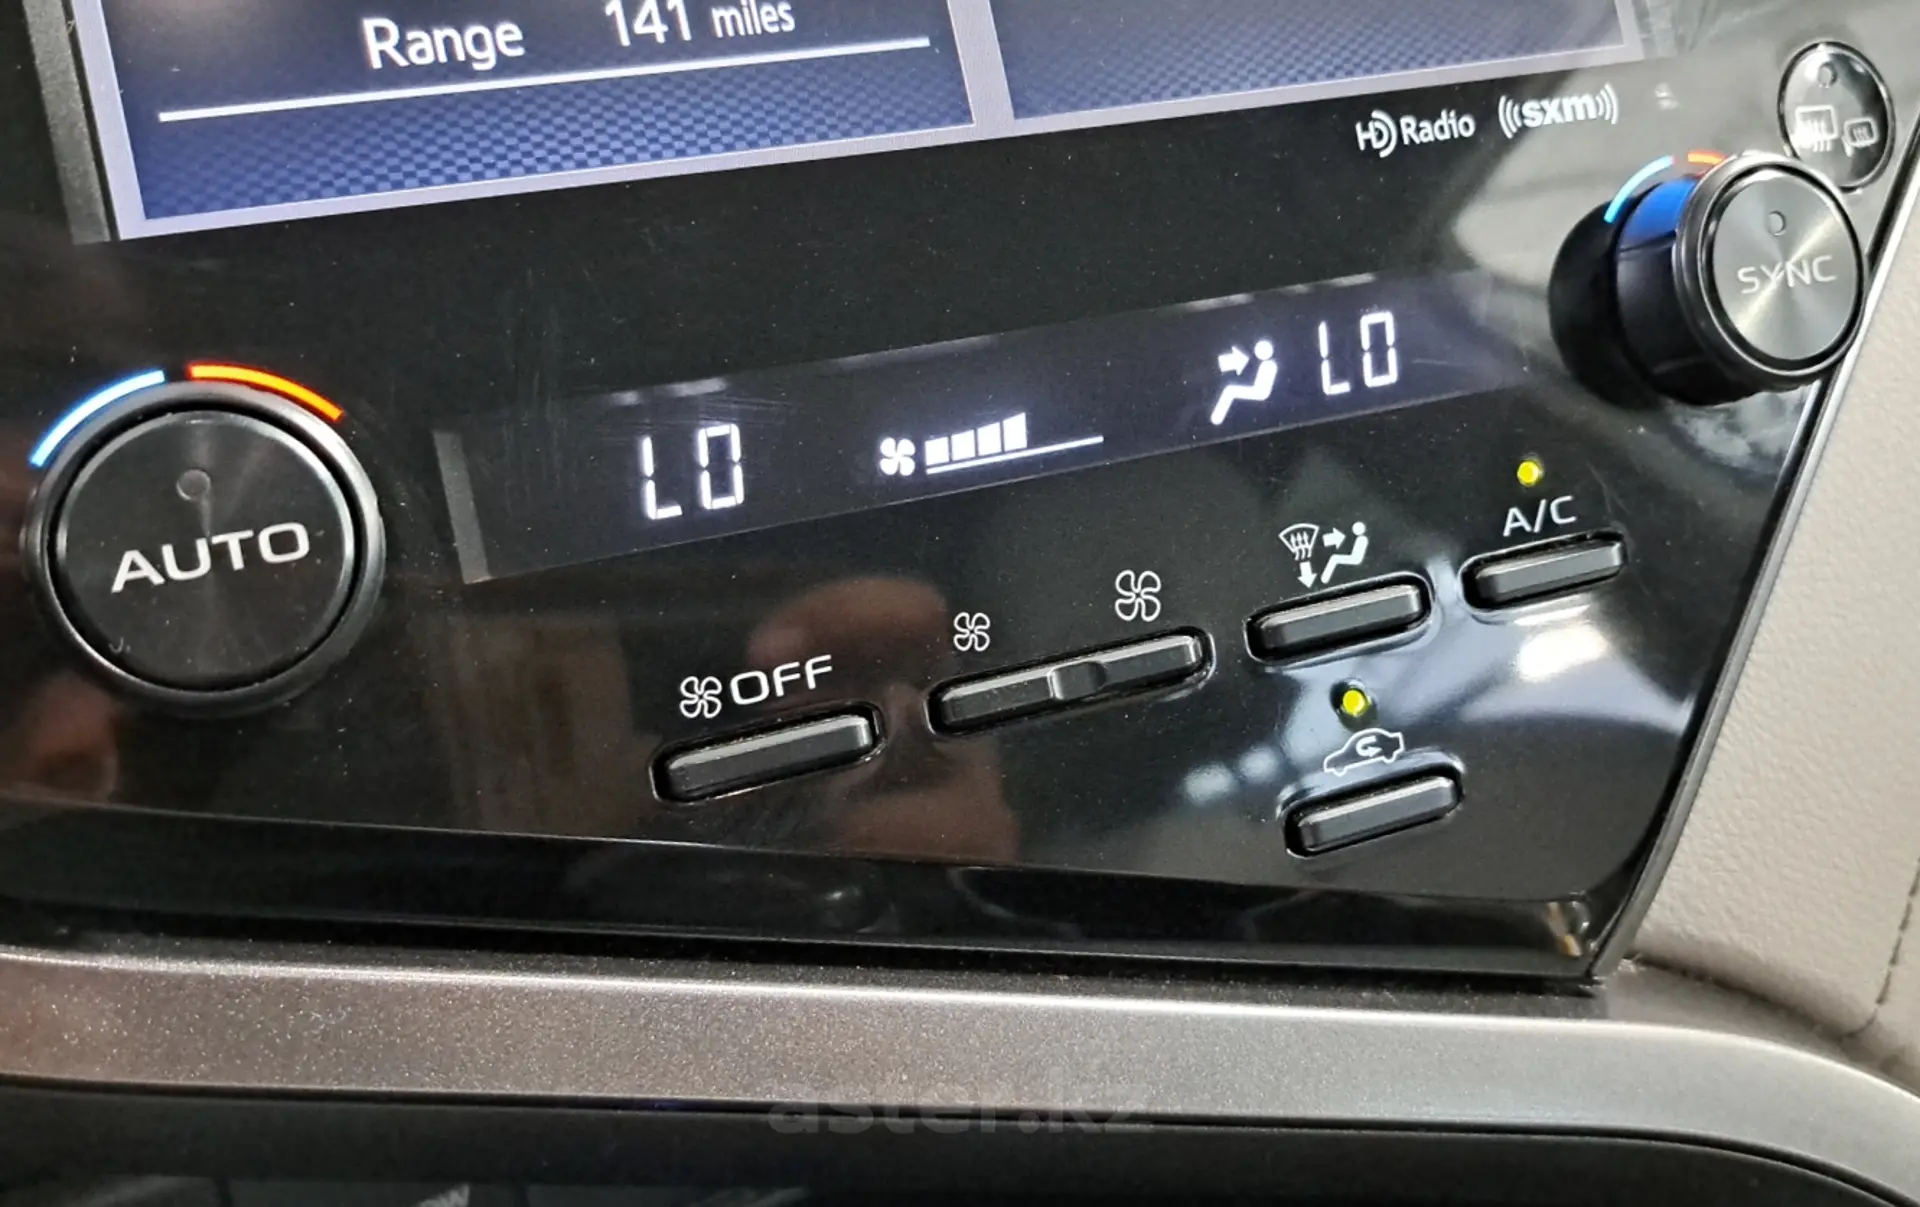 Range 141 miles
HD Radio ((sxm))
SYNC
LO LO
AUTO
A/C
OFF
aster.kz